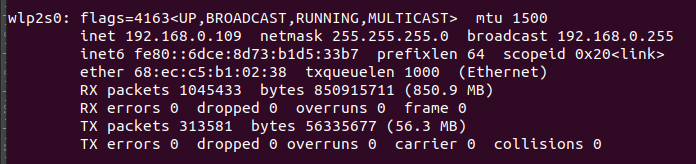 wlp2s0: flags=4163<UP,BROADCAST,RUNNING,MULTICAST>  mtu 1500
inet 192.168.0.109  netmask 255.255.255.0  broadcast 192.168.0.255
inet6 fe80::6dce:8d73:b1d5:33b7  prefixlen 64  scopeid 0x20<link>
ether 68:ec:c5:b1:02:38  txqueuelen 1000  (Ethernet)
RX packets 1045433  bytes 850915711 (850.9 MB)
RX errors 0  dropped 0  overruns 0  frame 0
TX packets 313581  bytes 56335677 (56.3 MB)
TX errors 0  dropped 0 overruns 0  carrier 0  collisions 0